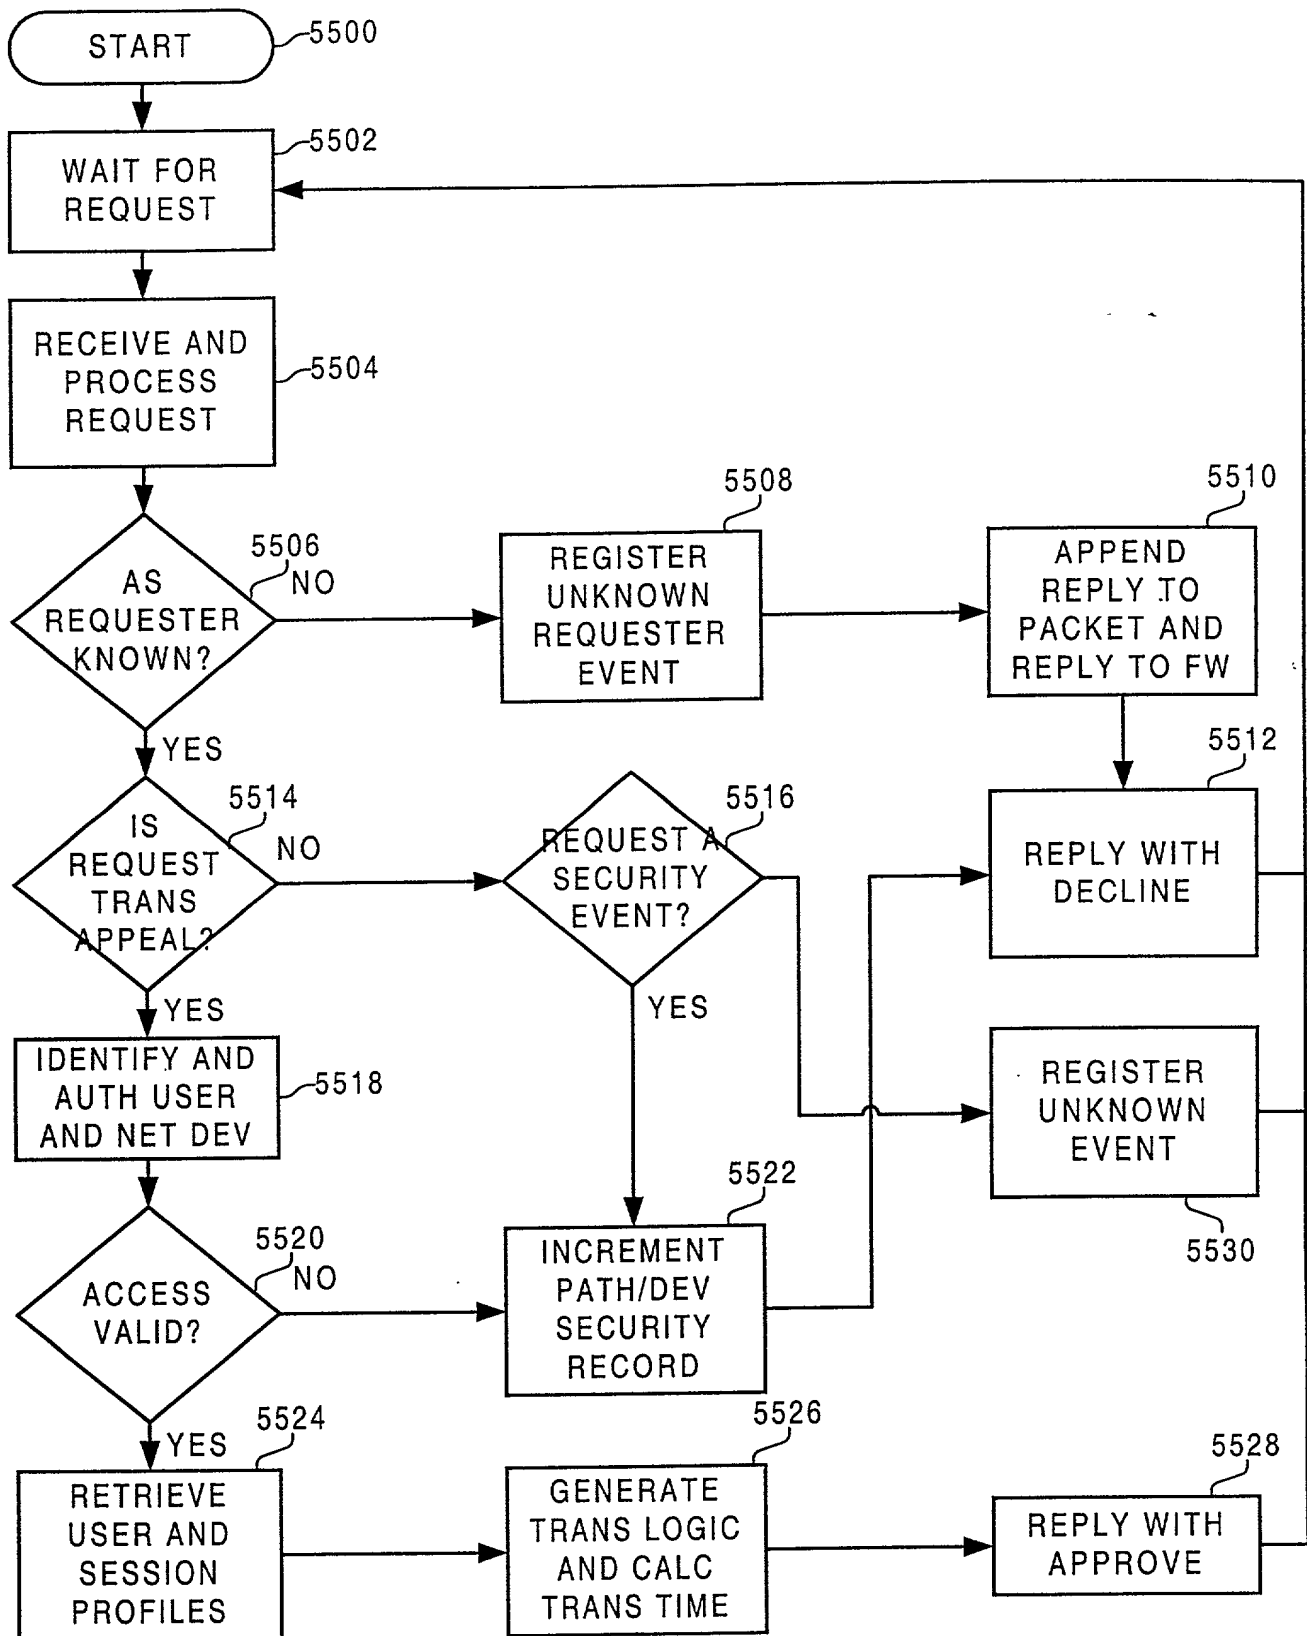 START
5500
WAIT FOR
REQUEST
5502
RECEIVE AND
PROCESS
REQUEST
5504
AS
REQUESTER
KNOWN?
5506
NO
YES
REGISTER
UNKNOWN
REQUESTER
EVENT
5508
APPEND
REPLY TO
PACKET AND
REPLY TO FW
5510
IS
REQUEST
TRANS
APPEAL?
5514
NO
YES
REQUEST A
SECURITY
EVENT?
5516
YES
REPLY WITH
DECLINE
5512
IDENTIFY AND
AUTH USER
AND NET DEV
5518
REGISTER
UNKNOWN
EVENT
5530
ACCESS
VALID?
5520
NO
YES
INCREMENT
PATH/DEV
SECURITY
RECORD
5522
RETRIEVE
USER AND
SESSION
PROFILES
5524
GENERATE
TRANS LOGIC
AND CALC
TRANS TIME
5526
REPLY WITH
APPROVE
5528